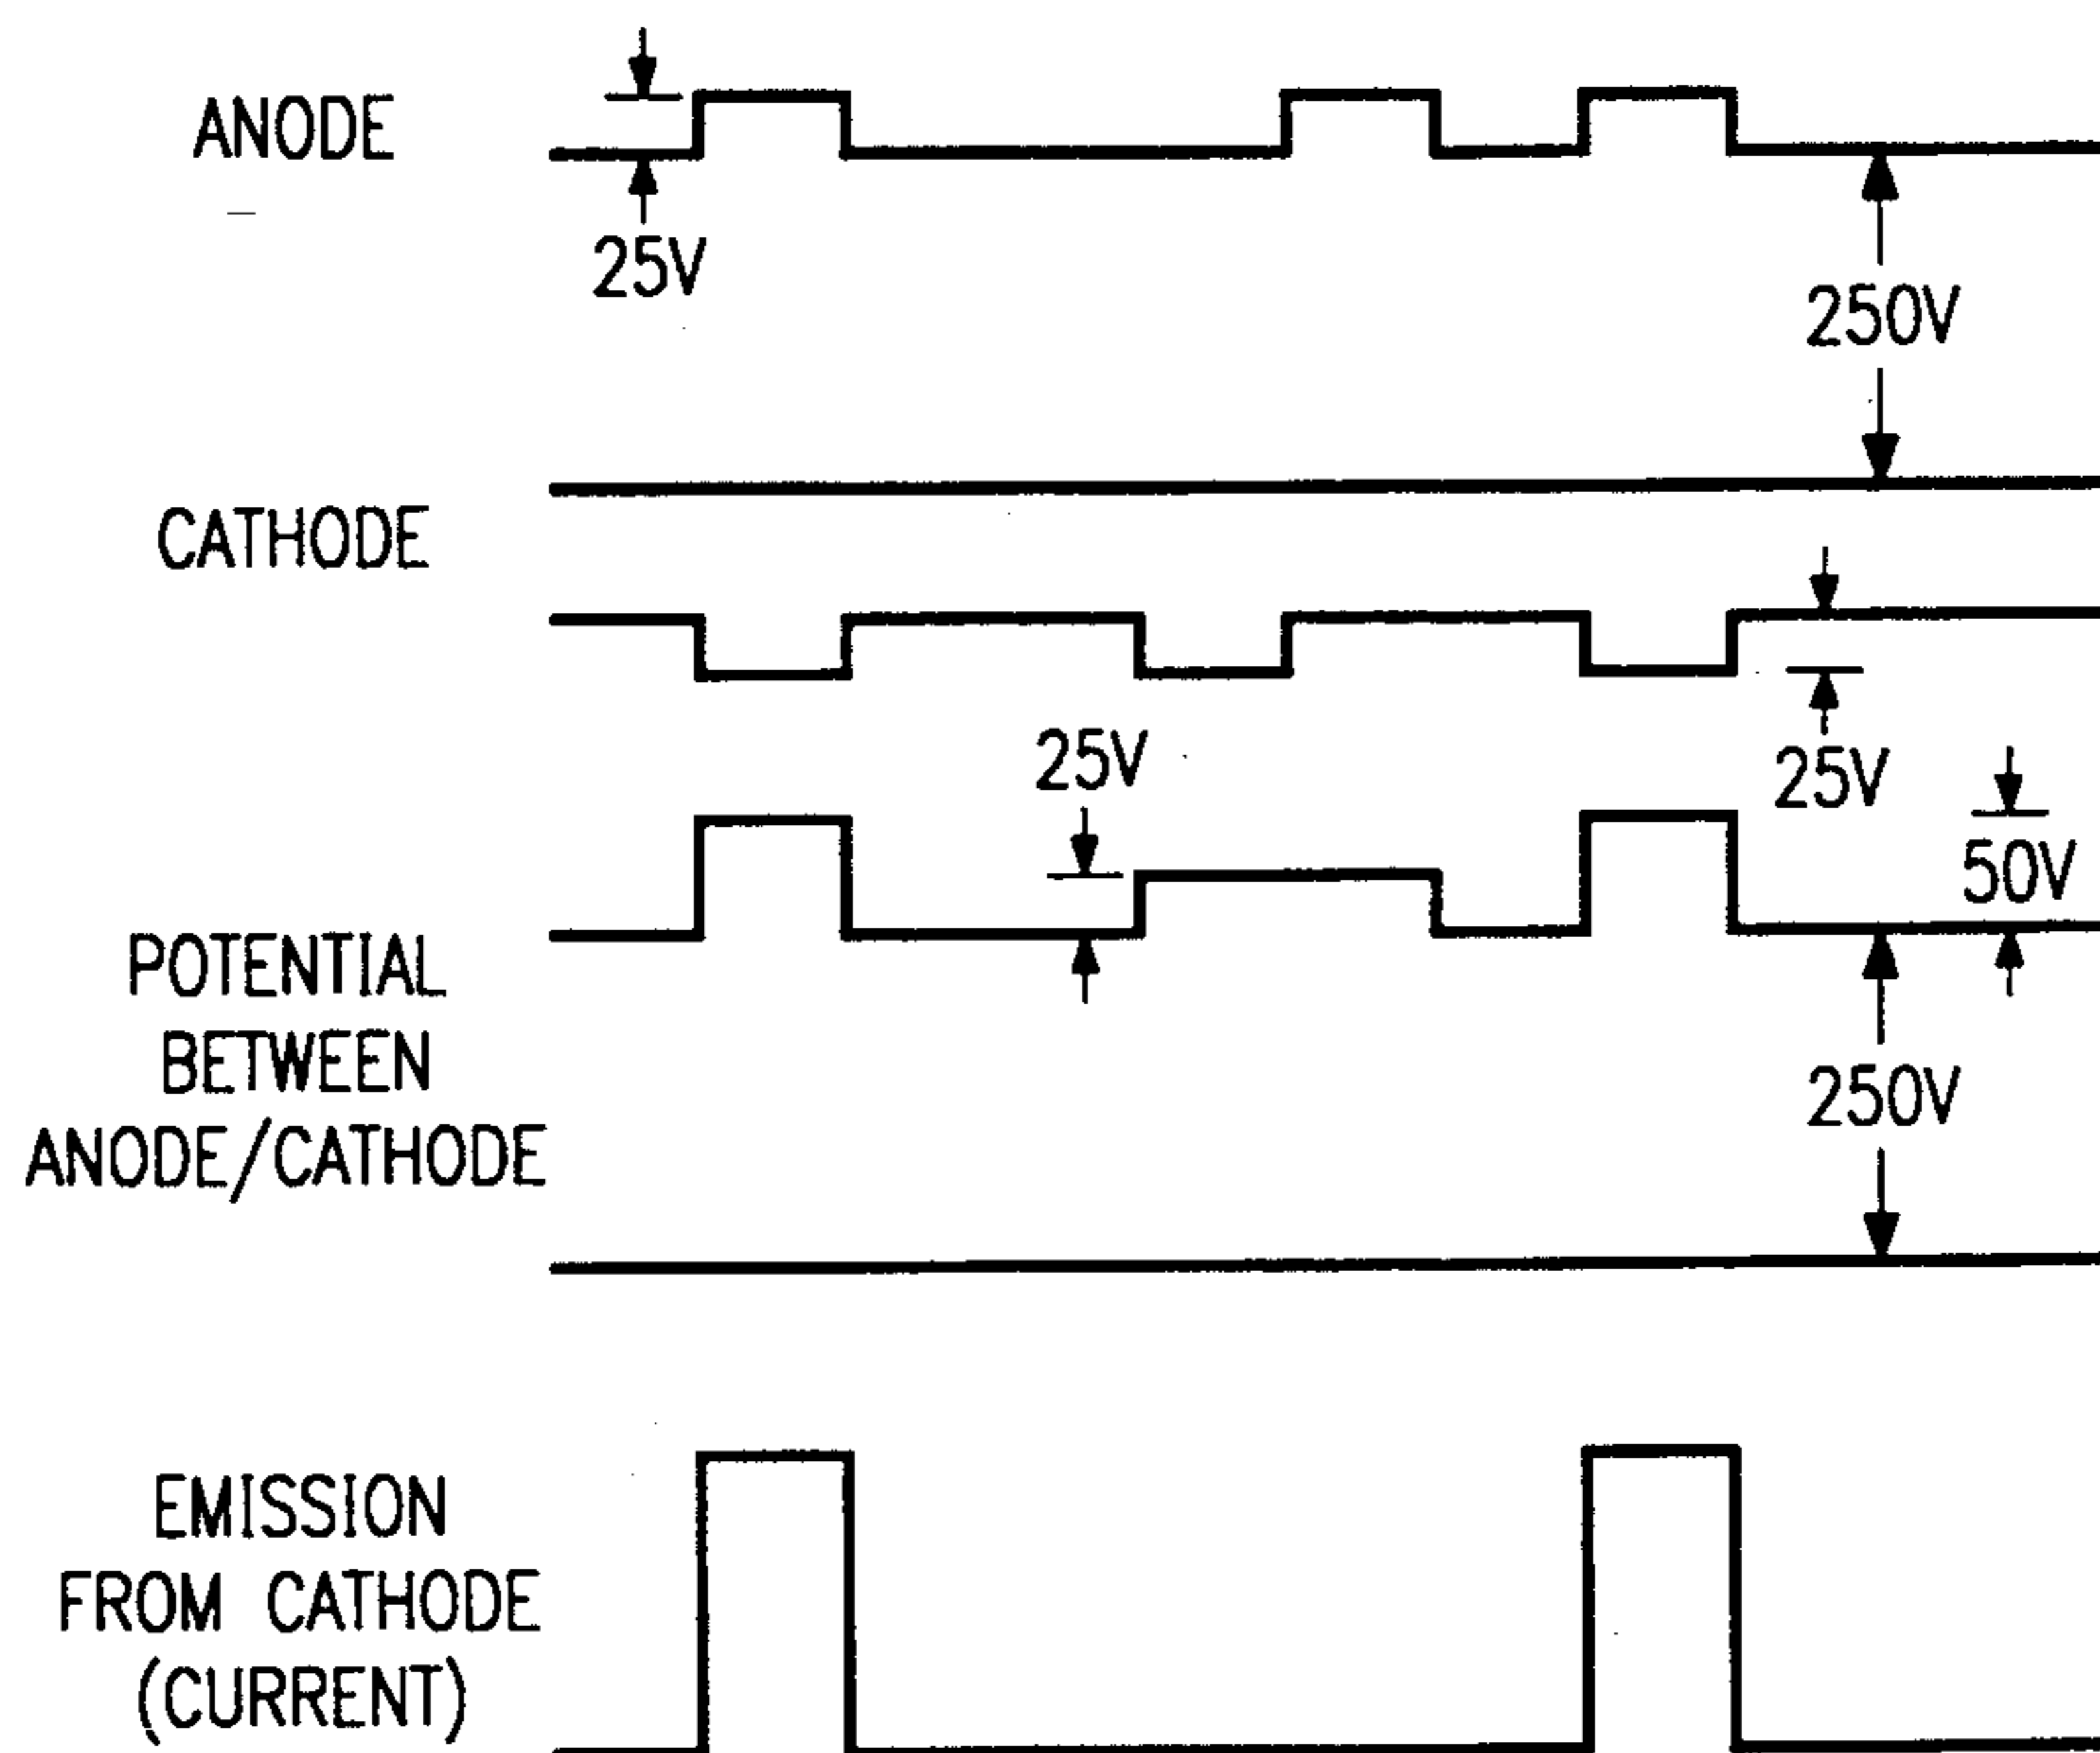 ANODE
25V
250V
CATHODE
25V
25V
50V
POTENTIAL
BETWEEN
ANODE/CATHODE
250V
EMISSION
FROM CATHODE
(CURRENT)